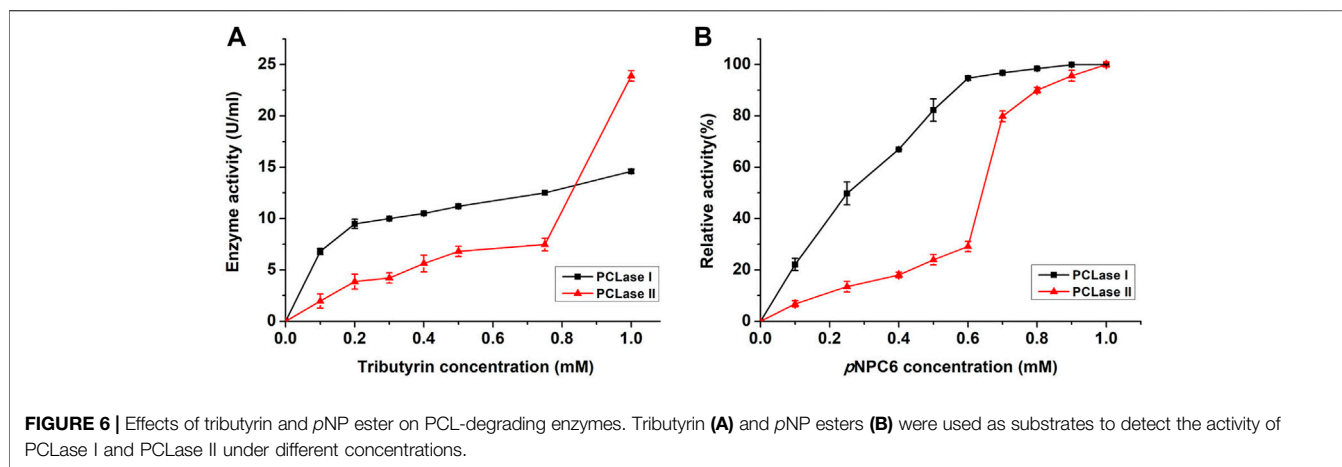 A
Enzyme activity (U/ml)
25
20
15
10
5
0
0.0 0.2 0.4 0.6 0.8 1.0
Tributyrin concentration (mM)
PCLase I
PCLase II
B
Relative activity(%)
100
80
60
40
20
0
0.0 0.2 0.4 0.6 0.8 1.0
pNPC6 concentration (mM)
PCLase I
PCLase II
FIGURE 6 | Effects of tributyrin and pNP ester on PCL-degrading enzymes. Tributyrin (A) and pNP esters (B) were used as substrates to detect the activity of
PCLase I and PCLase II under different concentrations.